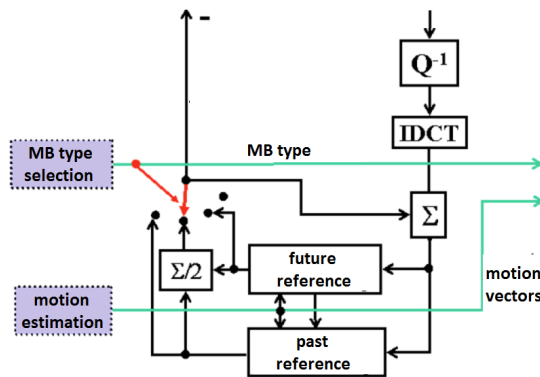 –
Q⁻¹
IDCT
MB type
selection
MB type
Σ
future
reference
Σ/2
motion
vectors
motion
estimation
past
reference